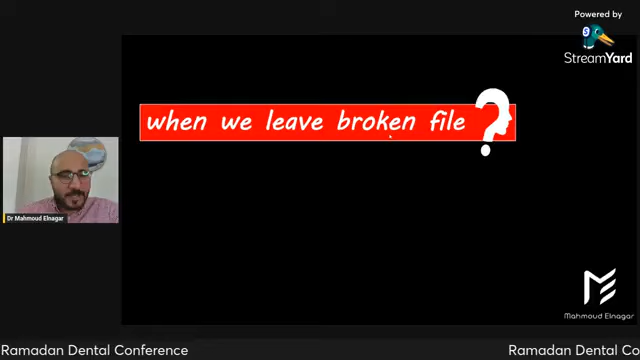 Powered by
StreamYard
when we leave broken file ?
Dr Mahmoud Elnagar
Mahmoud Elnagar
Ramadan Dental Conference
Ramadan Dental Co